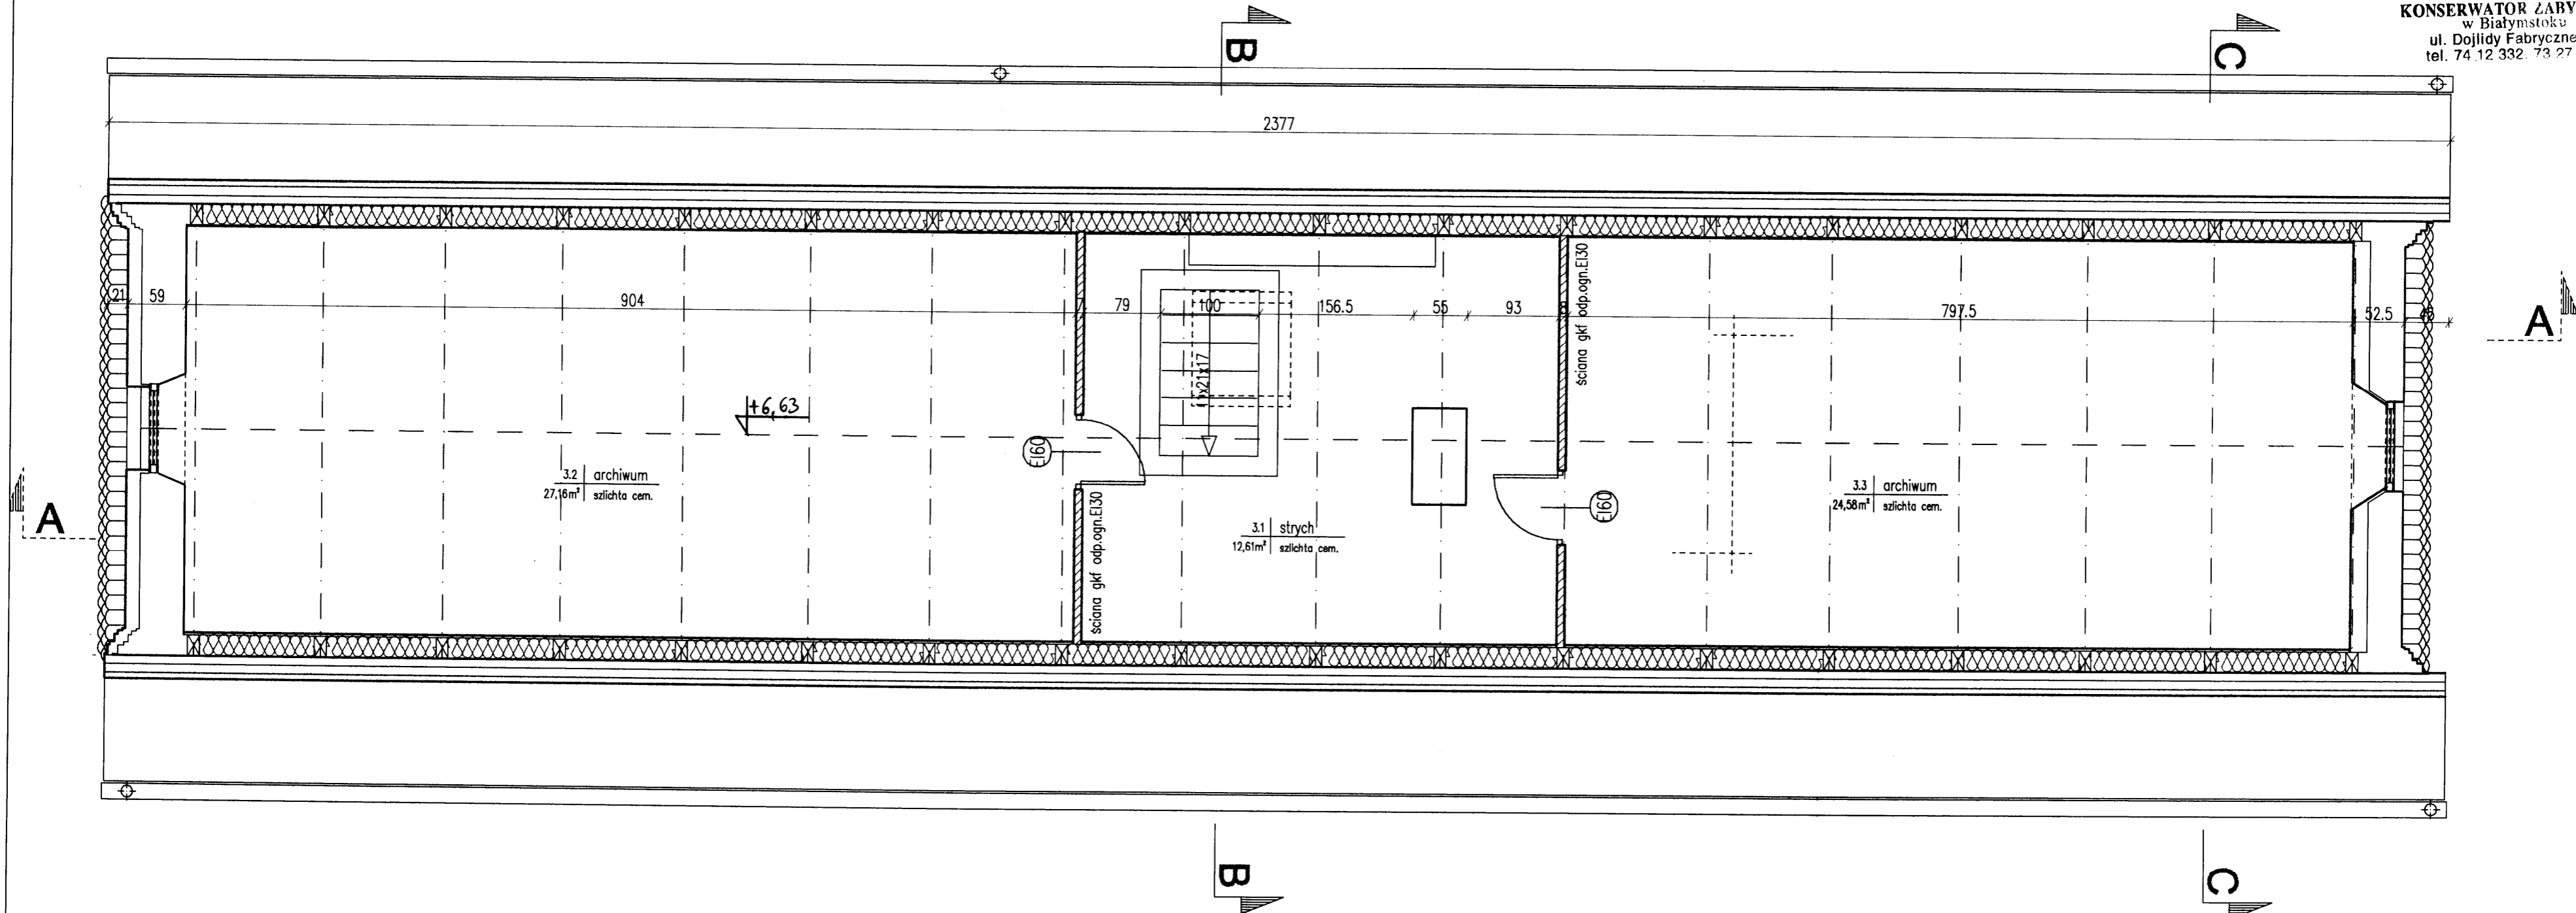 KONSERWATOR ZABY
w Białymstoku
ul. Dojlidy Fabryczne
tel. 74 12 332, 73 27
B
C
2377
A
21
59
904
7
79
100
156.5
55
93
8
797.5
52.5
45
ściana gkf odp.ogn.EI30
+6,63
EI60
3.2 archiwum
27,16m² szlichta cem.
ściana gkf odp.ogn.EI30
3.1 strych
12,61m² szlichta cem.
EI60
3.3 archiwum
24,58m² szlichta cem.
A
B
C